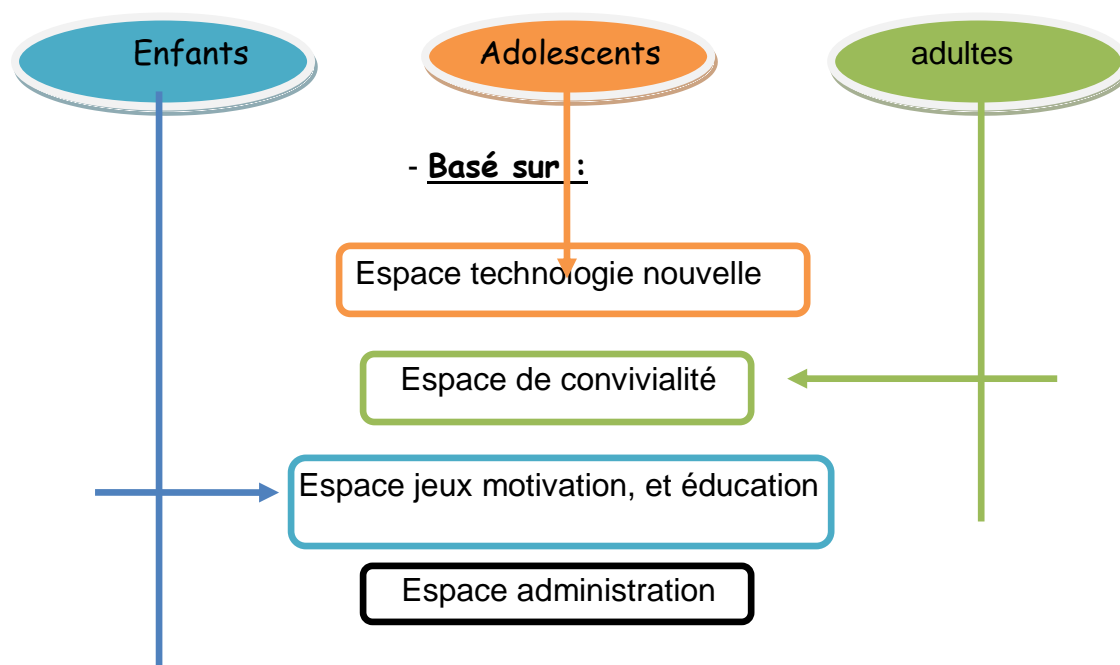 Enfants
Adolescents
adultes
- Basé sur :
Espace technologie nouvelle
Espace de convivialité
Espace jeux motivation, et éducation
Espace administration